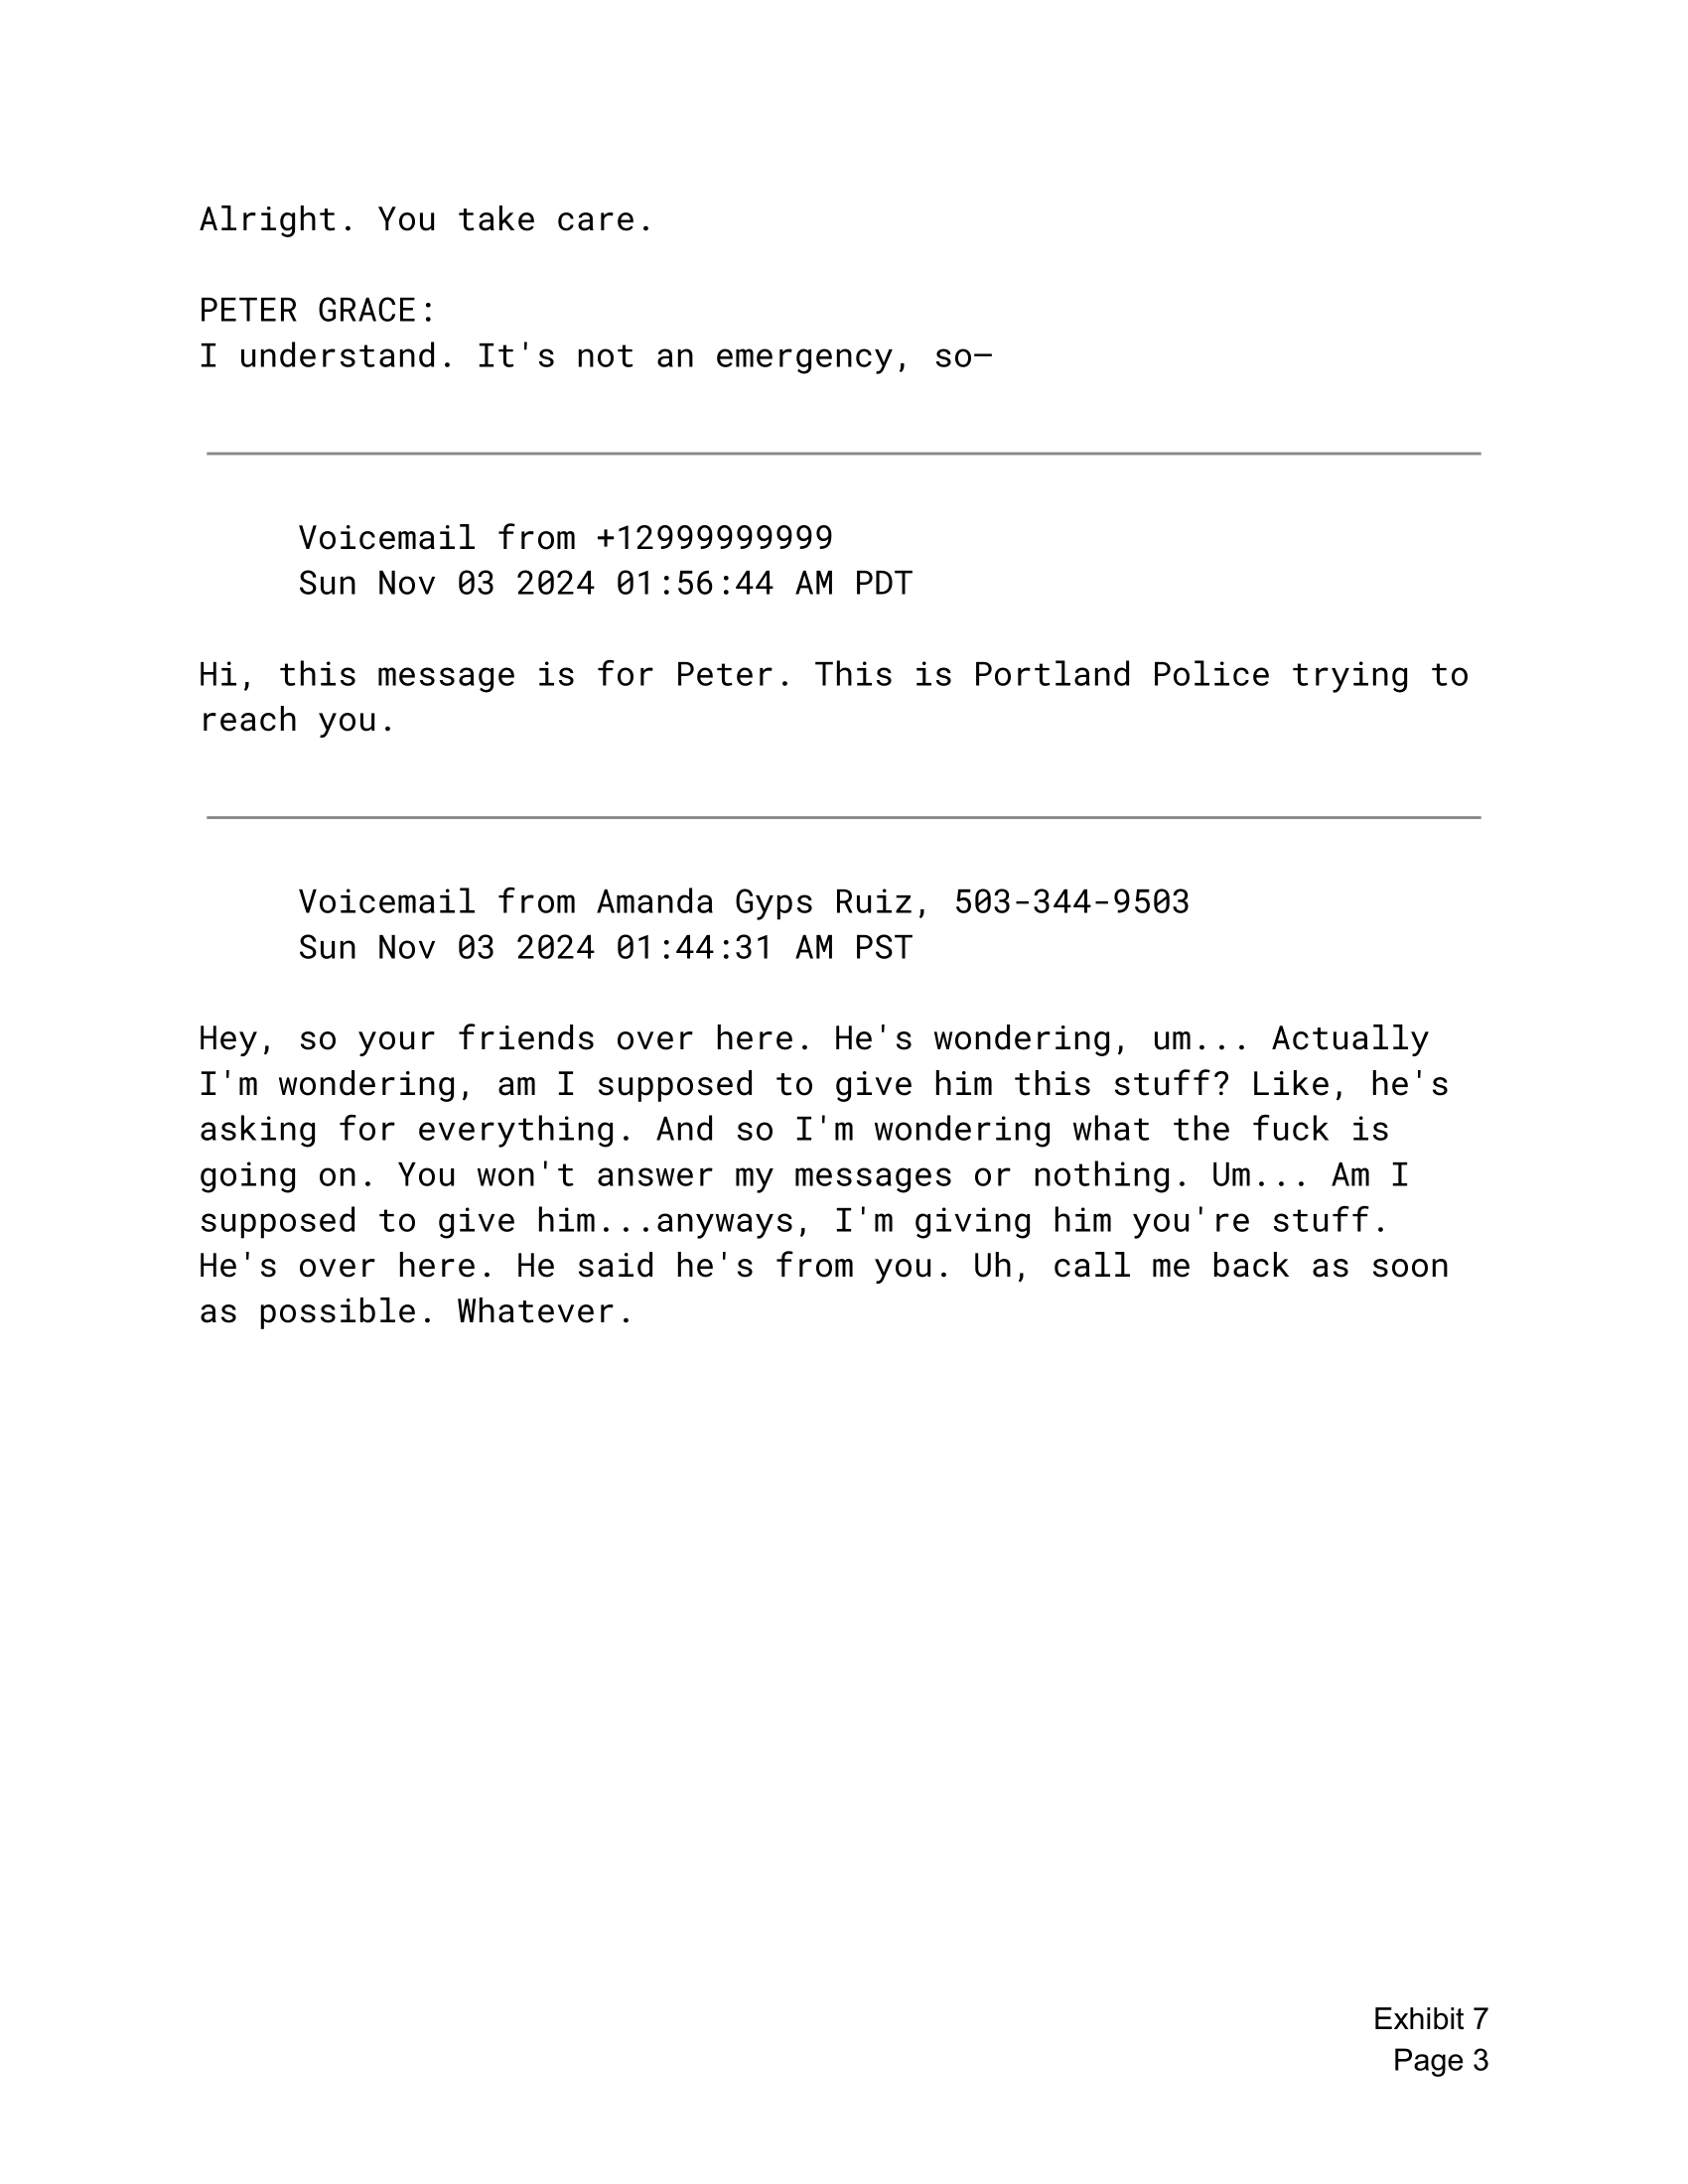 Alright. You take care.
PETER GRACE:
I understand. It's not an emergency, so—
Voicemail from +12999999999
Sun Nov 03 2024 01:56:44 AM PDT
Hi, this message is for Peter. This is Portland Police trying to
reach you.
Voicemail from Amanda Gyps Ruiz, 503-344-9503
Sun Nov 03 2024 01:44:31 AM PST
Hey, so your friends over here. He's wondering, um... Actually
I'm wondering, am I supposed to give him this stuff? Like, he's
asking for everything. And so I'm wondering what the fuck is
going on. You won't answer my messages or nothing. Um... Am I
supposed to give him...anyways, I'm giving him you're stuff.
He's over here. He said he's from you. Uh, call me back as soon
as possible. Whatever.
Exhibit 7
Page 3